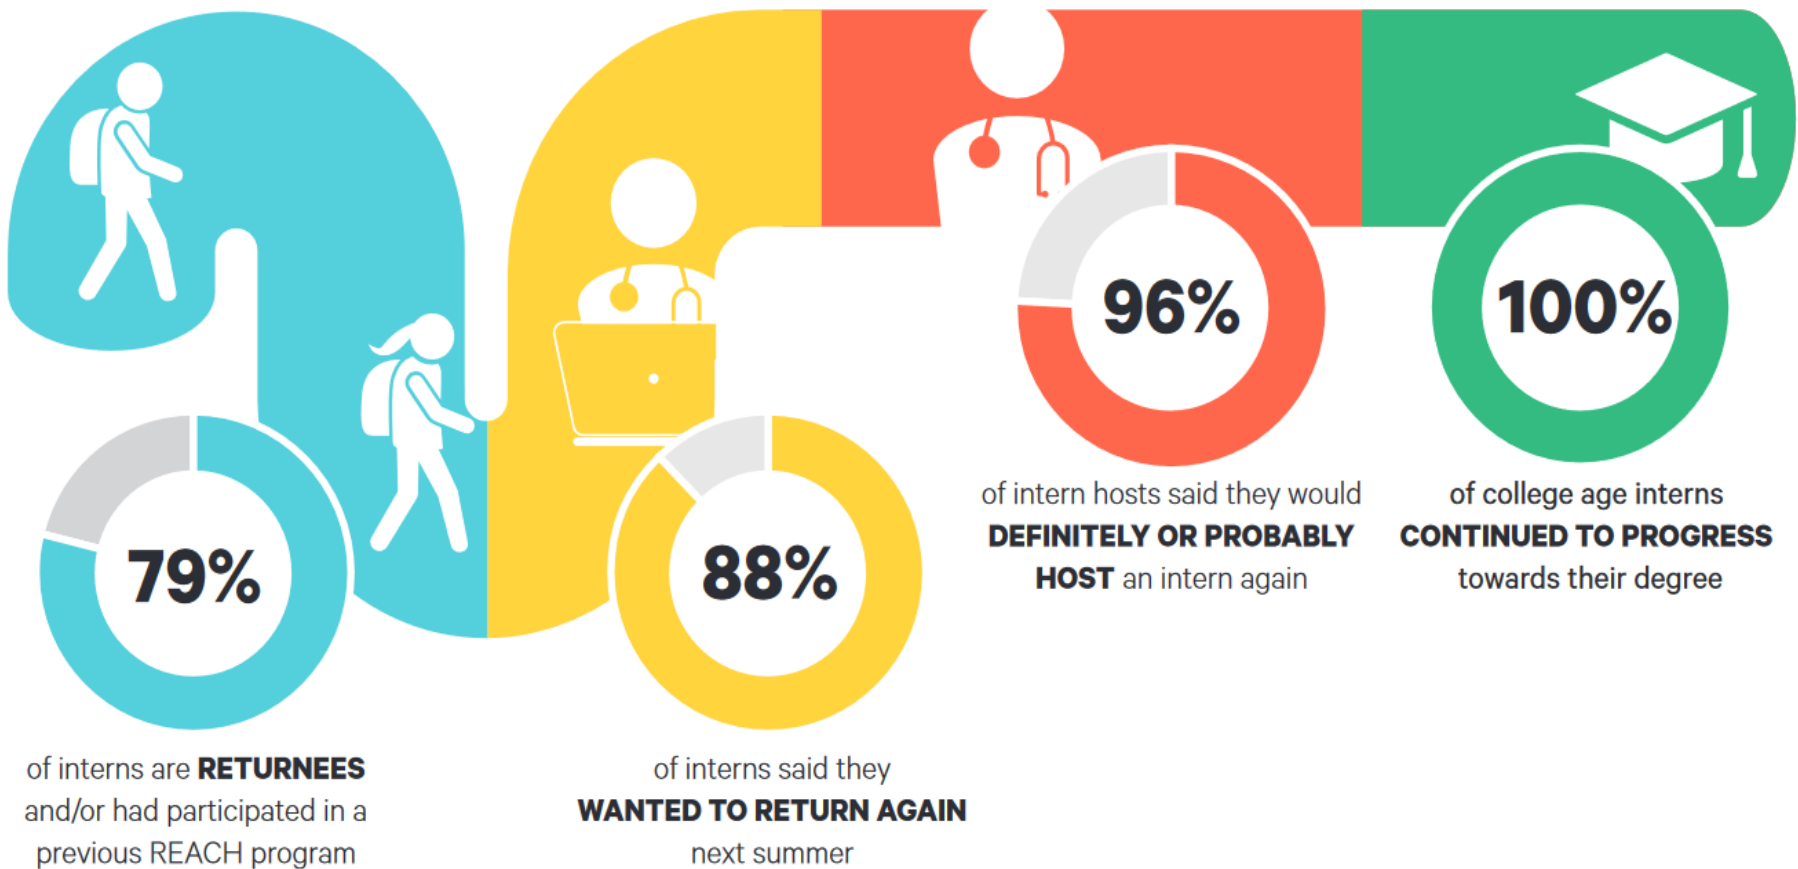 79%
of interns are RETURNEES
and/or had participated in a
previous REACH program
88%
of interns said they
WANTED TO RETURN AGAIN
next summer
96%
of intern hosts said they would
DEFINITELY OR PROBABLY
HOST an intern again
100%
of college age interns
CONTINUED TO PROGRESS
towards their degree